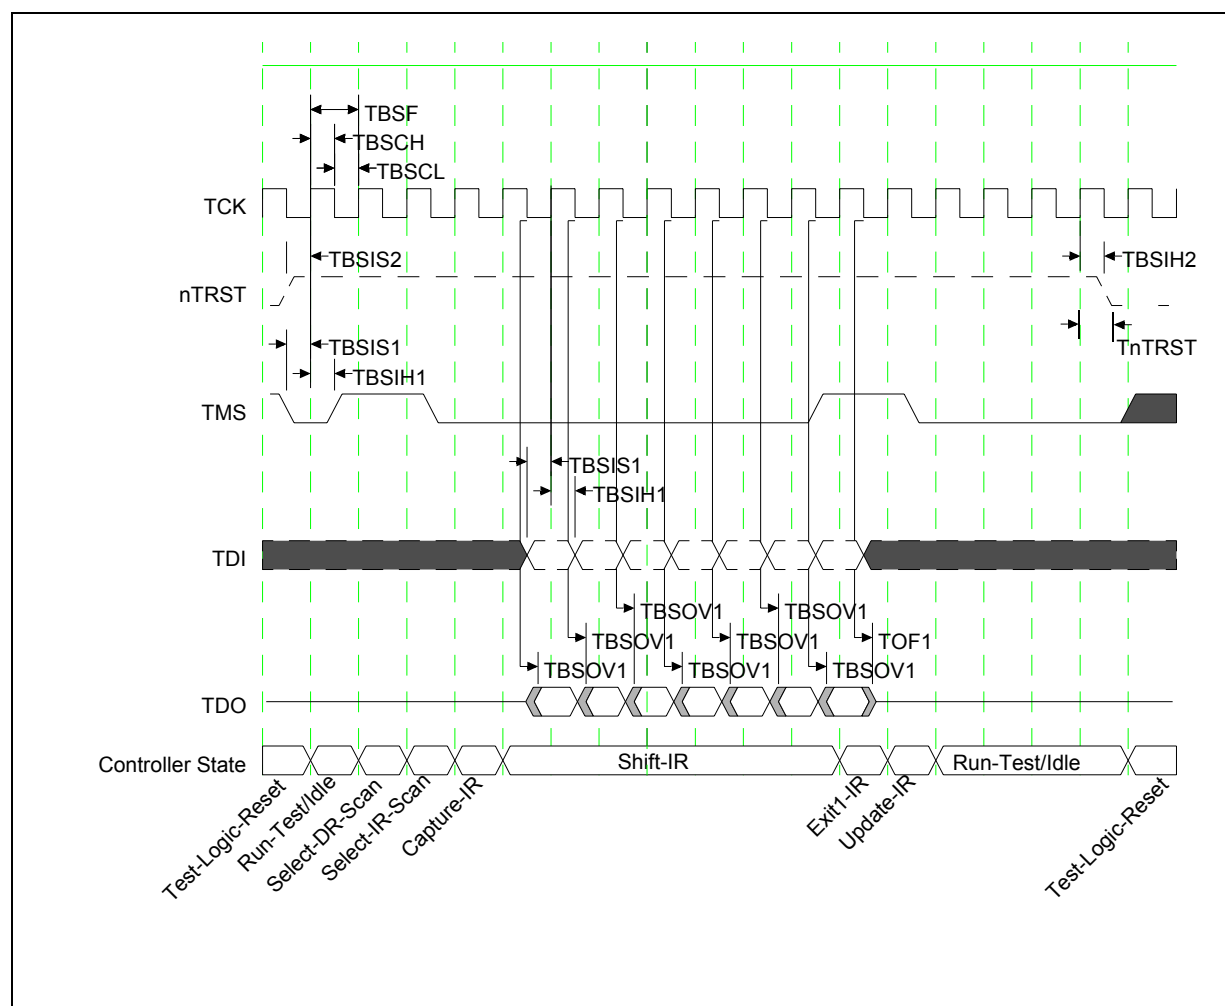 TBSF
TBSCH
TBSCL
TCK
TBSIS2
TBSIH2
nTRST
TBSIS1
TnTRST
TBSIH1
TMS
TBSIS1
TBSIH1
TDI
TBSOV1
TBSOV1
TBSOV1
TBSOV1
TOF1
TBSOV1
TBSOV1
TBSOV1
TDO
Controller State
Shift-IR
Run-Test/Idle
Test-Logic-Reset
Run-Test/Idle
Select-DR-Scan
Select-IR-Scan
Capture-IR
Exit1-IR
Update-IR
Test-Logic-Reset